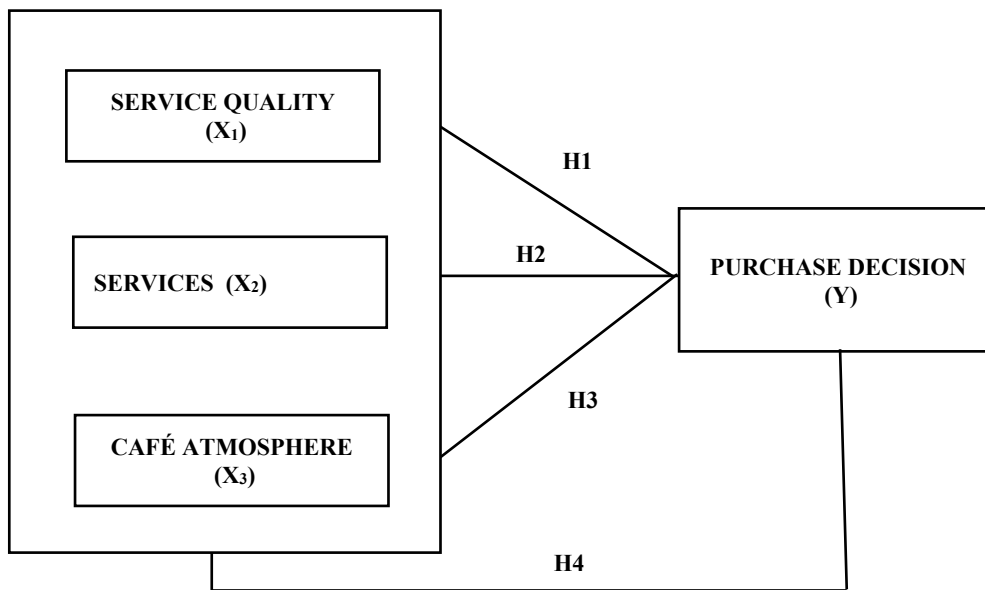 SERVICE QUALITY
(X₁)
H1
H2
SERVICES (X₂)
PURCHASE DECISION
(Y)
H3
CAFÉ ATMOSPHERE
(X₃)
H4